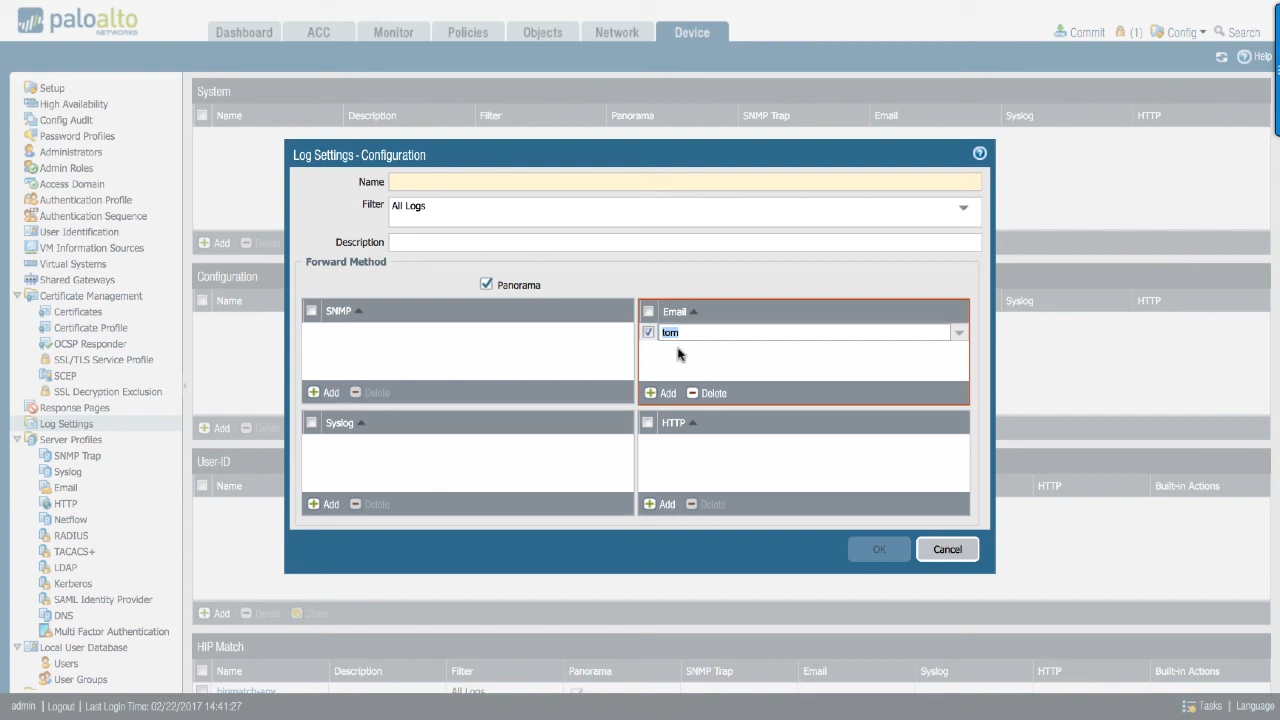 paloalto
NETWORKS
Dashboard ACC Monitor Policies Objects Network Device
Commit (1) Config Search
Help
Setup
High Availability
Config Audit
Password Profiles
Administrators
Admin Roles
Access Domain
Authentication Profile
Authentication Sequence
User Identification
VM Information Sources
Virtual Systems
Shared Gateways
Certificate Management
Certificates
Certificate Profile
OCSP Responder
SSL/TLS Service Profile
SCEP
SSL Decryption Exclusion
Response Pages
Log Settings
Server Profiles
SNMP Trap
Syslog
Email
HTTP
Netflow
RADIUS
TACACS+
LDAP
Kerberos
SAML Identity Provider
DNS
Multi Factor Authentication
Local User Database
Users
User Groups
System
Name Description Filter Panorama SNMP Trap Email Syslog HTTP
Add Delete
Configuration
Name Syslog HTTP
Add Delete
User-ID
Name HTTP Built-in Actions
Add Delete Clone
HIP Match
Name Description Filter Panorama SNMP Trap Email Syslog HTTP Built-in Actions
hipmatch-any All Logs
Log Settings - Configuration
Name
Filter All Logs
Description
Forward Method
Panorama
SNMP
Add Delete
Email
tom
Add Delete
Syslog
Add Delete
HTTP
Add Delete
OK Cancel
admin | Logout | Last Login Time: 02/22/2017 14:41:27
Tasks | Language